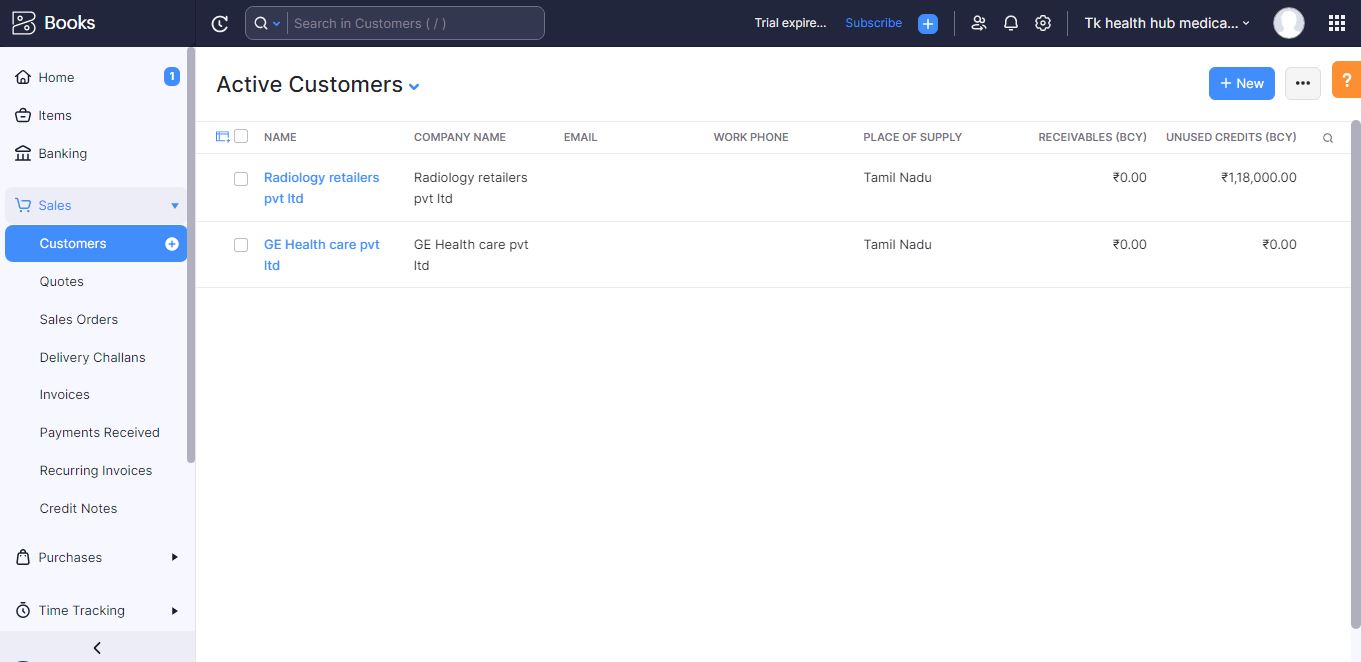 Books
Search in Customers ( / )
Trial expire...
Subscribe
Tk health hub medica...
Home
1
Items
Banking
Sales
Customers
Quotes
Sales Orders
Delivery Challans
Invoices
Payments Received
Recurring Invoices
Credit Notes
Purchases
Time Tracking
Active Customers
+ New
?
NAME COMPANY NAME EMAIL WORK PHONE PLACE OF SUPPLY RECEIVABLES (BCY) UNUSED CREDITS (BCY)
Radiology retailers Radiology retailers Tamil Nadu ₹0.00 ₹1,18,000.00
pvt ltd pvt ltd
GE Health care pvt GE Health care pvt Tamil Nadu ₹0.00 ₹0.00
ltd ltd